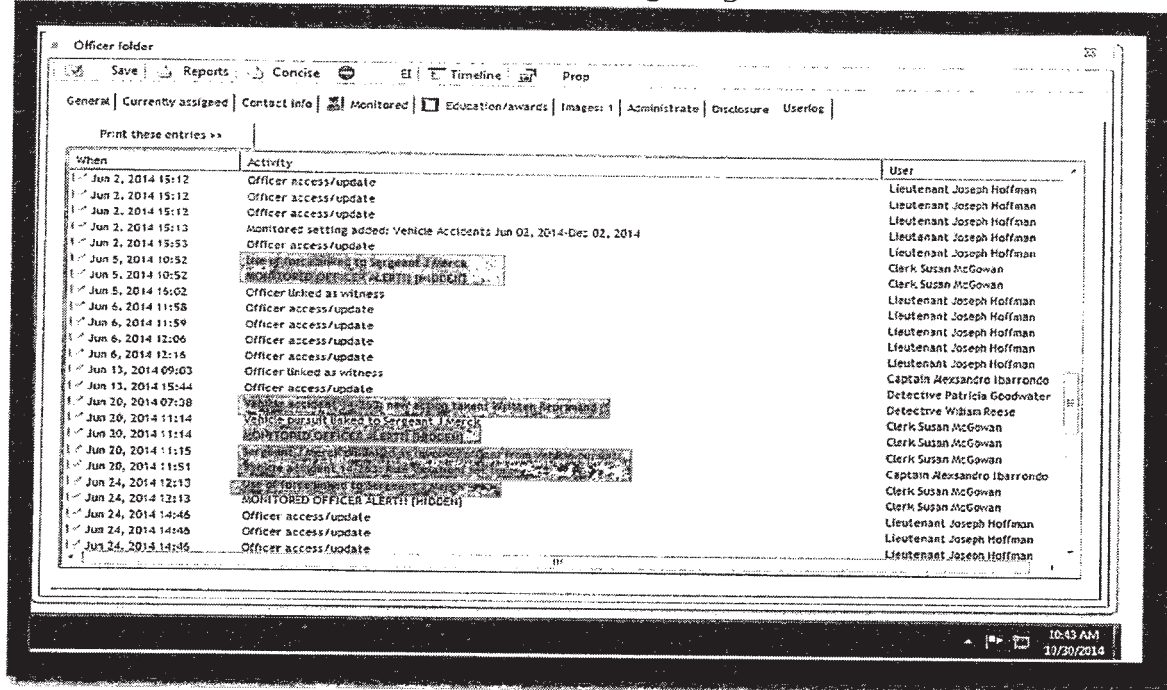 Officer folder
Save Reports Concise EI Timeline Prop
General Currently assigned Contact info Monitored Education/awards Images: 1 Administrate Disclosure Userlog
Print these entries >>
When Activity User
Jun 2, 2014 15:12 Officer access/update Lieutenant Joseph Hoffman
Jun 2, 2014 15:12 Officer access/update Lieutenant Joseph Hoffman
Jun 2, 2014 15:12 Officer access/update Lieutenant Joseph Hoffman
Jun 2, 2014 15:13 Monitored setting added: Vehicle Accidents Jun 02, 2014-Dec 02, 2014 Lieutenant Joseph Hoffman
Jun 2, 2014 15:53 Officer access/update Lieutenant Joseph Hoffman
Jun 5, 2014 10:52 Use of force linked to Sergeant J Merck Clerk Susan McGowan
Jun 5, 2014 10:52 MONITORED OFFICER ALERT!! [HIDDEN] Clerk Susan McGowan
Jun 5, 2014 Officer linked as witness Lieutenant Joseph Hoffman
Jun 6, 2014 11:58 Officer access/update Lieutenant Joseph Hoffman
Jun 6, 2014 11:59 Officer access/update Lieutenant Joseph Hoffman
Jun 6, 2014 12:06 Officer access/update Lieutenant Joseph Hoffman
Jun 6, 2014 12:16 Officer access/update Lieutenant Joseph Hoffman
Jun 13, 2014 09:03 Officer linked as witness Captain Alexsandro Ibarrondo
Jun 13, 2014 15:44 Officer access/update Detective Patricia Goodwater
Jun 20, 2014 07:38 Vehicle accident new action taken: Written Reprimand Detective William Reese
Jun 20, 2014 11:14 Vehicle pursuit linked to Sergeant J Merck Clerk Susan McGowan
Jun 20, 2014 11:14 MONITORED OFFICER ALERT!! [HIDDEN] Clerk Susan McGowan
Jun 20, 2014 11:15 Sergeant J Merck from Clerk Susan McGowan
Jun 20, 2014 11:51 Vehicle accident Captain Alexsandro Ibarrondo
Jun 24, 2014 12:13 Use of force linked to Sergeant J Merck Clerk Susan McGowan
Jun 24, 2014 12:13 MONITORED OFFICER ALERT!! [HIDDEN] Clerk Susan McGowan
Jun 24, 2014 14:46 Officer access/update Lieutenant Joseph Hoffman
Jun 24, 2014 14:46 Officer access/update Lieutenant Joseph Hoffman
Jun 24, 2014 14:46 Officer access/update Lieutenant Joseph Hoffman
10:43 AM
10/30/2014